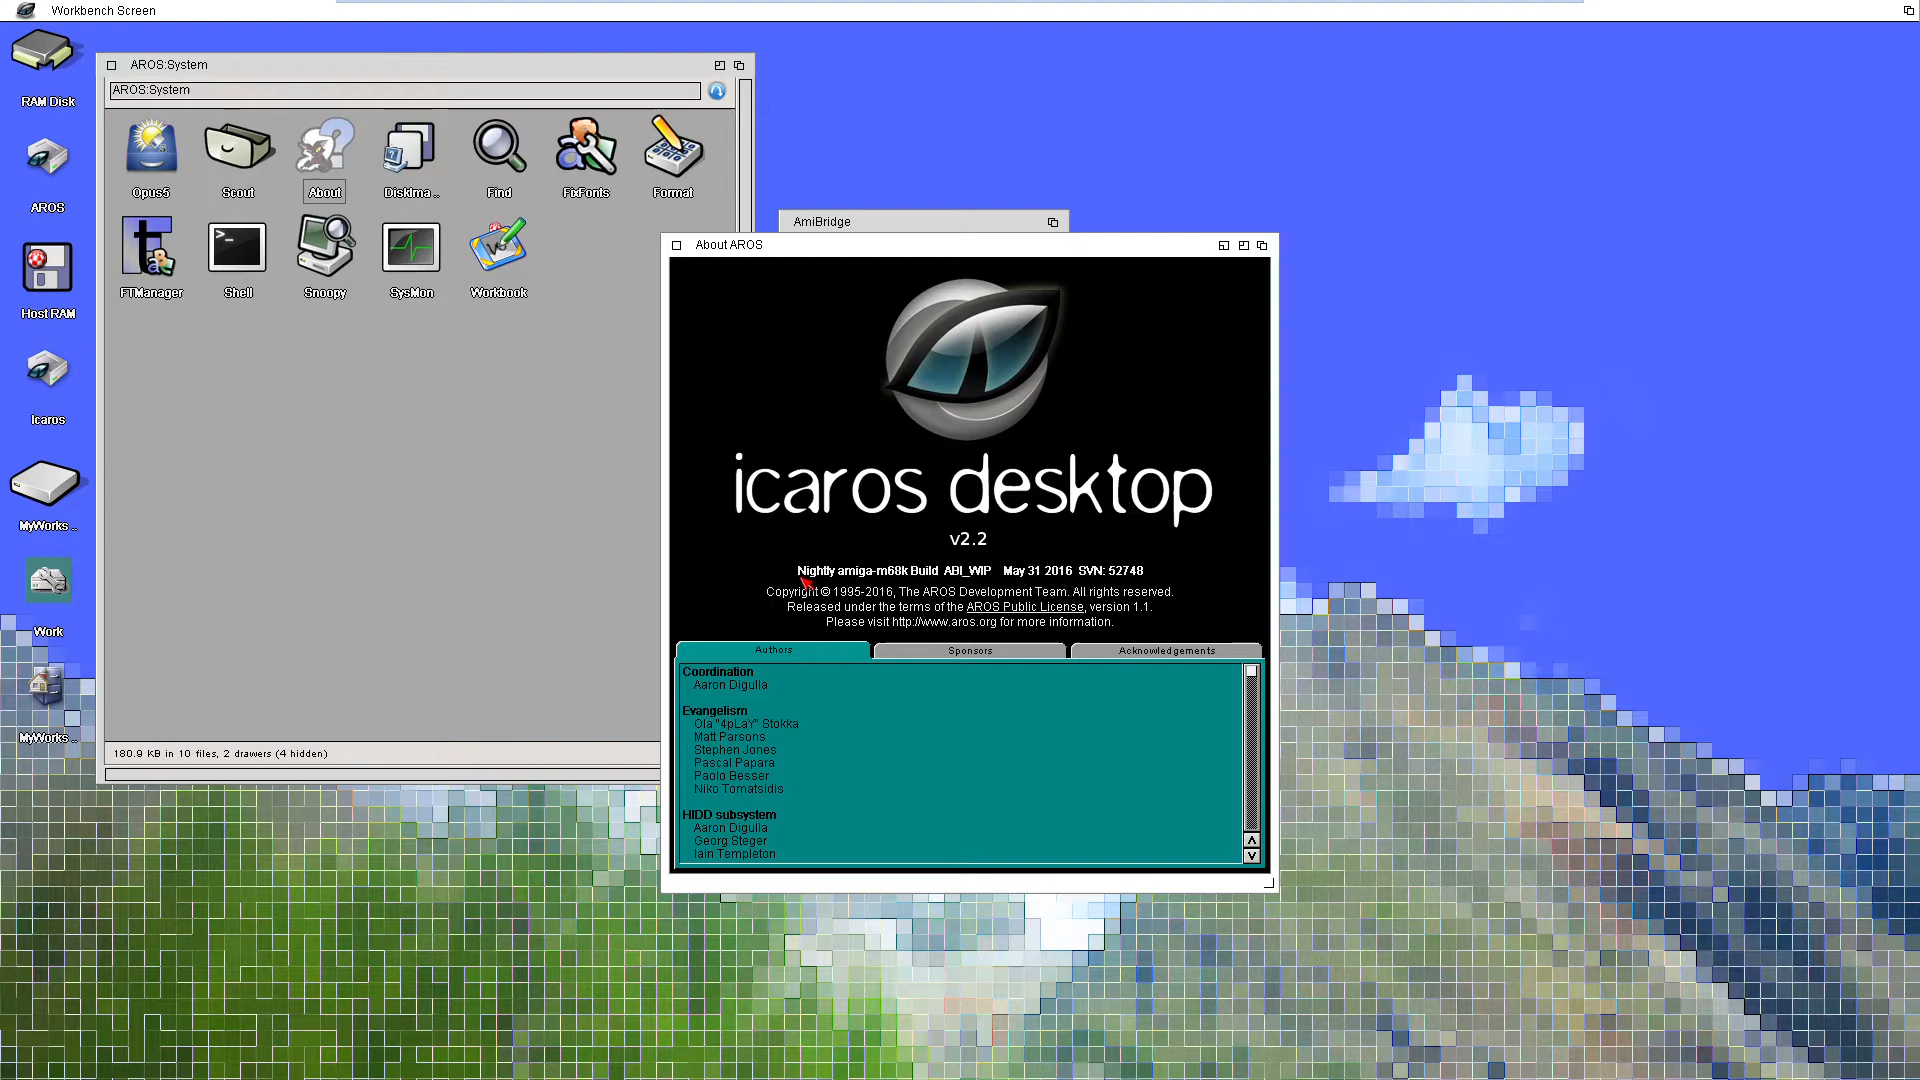 Workbench Screen
RAM Disk
AROS
Host RAM
Icaros
MyWorks ..
Work
MyWorks ..
AROS:System
AROS:System
Opus5
Scout
About
DiskIma ..
Find
FixFonts
Format
FTManager
Shell
Snoopy
SysMon
Workbook
180.9 KB in 10 files, 2 drawers (4 hidden)
AmiBridge
About AROS
icaros desktop
v2.2
Nightly amiga-m68k Build ABI_WIP May 31 2016 SVN: 52748
Copyright © 1995-2016, The AROS Development Team. All rights reserved.
Released under the terms of the AROS Public License, version 1.1.
Please visit http://www.aros.org for more information.
Authors
Sponsors
Acknowledgements
Coordination
Aaron Digulla
Evangelism
Ola "4pLaY" Stokka
Matt Parsons
Stephen Jones
Pascal Papara
Paolo Besser
Niko Tomatsidis
HIDD subsystem
Aaron Digulla
Georg Steger
Iain Templeton